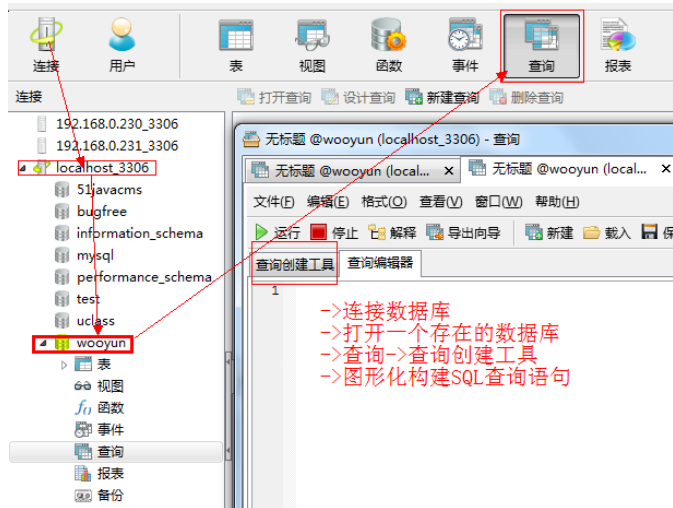 连接 用户 表 视图 函数 事件 查询 报表
连接
打开查询 设计查询 新建查询 删除查询
192.168.0.230_3306
192.168.0.231_3306
localhost_3306
51javacms
bugfree
information_schema
mysql
performance_schema
test
uclass
wooyun
表
视图
函数
事件
查询
报表
备份
无标题 @wooyun (localhost_3306) - 查询
无标题 @wooyun (local... × 无标题 @wooyun (local... ×
文件(F) 编辑(E) 格式(O) 查看(V) 窗口(W) 帮助(H)
运行 停止 解释 导出向导 新建 载入
查询创建工具 查询编辑器
1
->连接数据库
->打开一个存在的数据库
->查询->查询创建工具
->图形化构建SQL查询语句